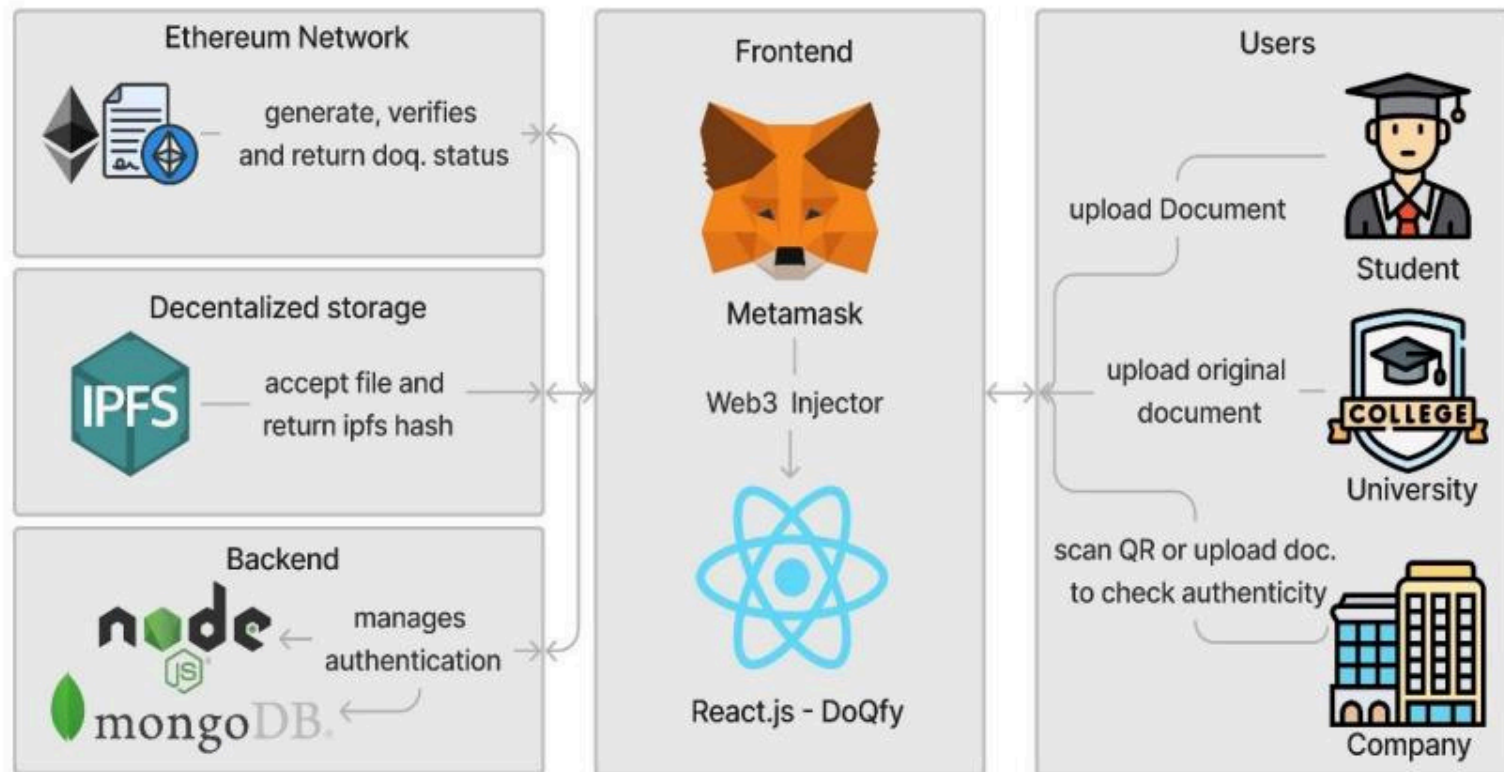 Ethereum Network
generate, verifies
and return doq. status
Decentalized storage
IPFS
accept file and
return ipfs hash
Backend
node
JS
manages
authentication
mongoDB.
Frontend
Metamask
Web3 Injector
React.js - DoQfy
Users
upload Document
Student
upload original
document
COLLEGE
University
scan QR or upload doc.
to check authenticity
Company